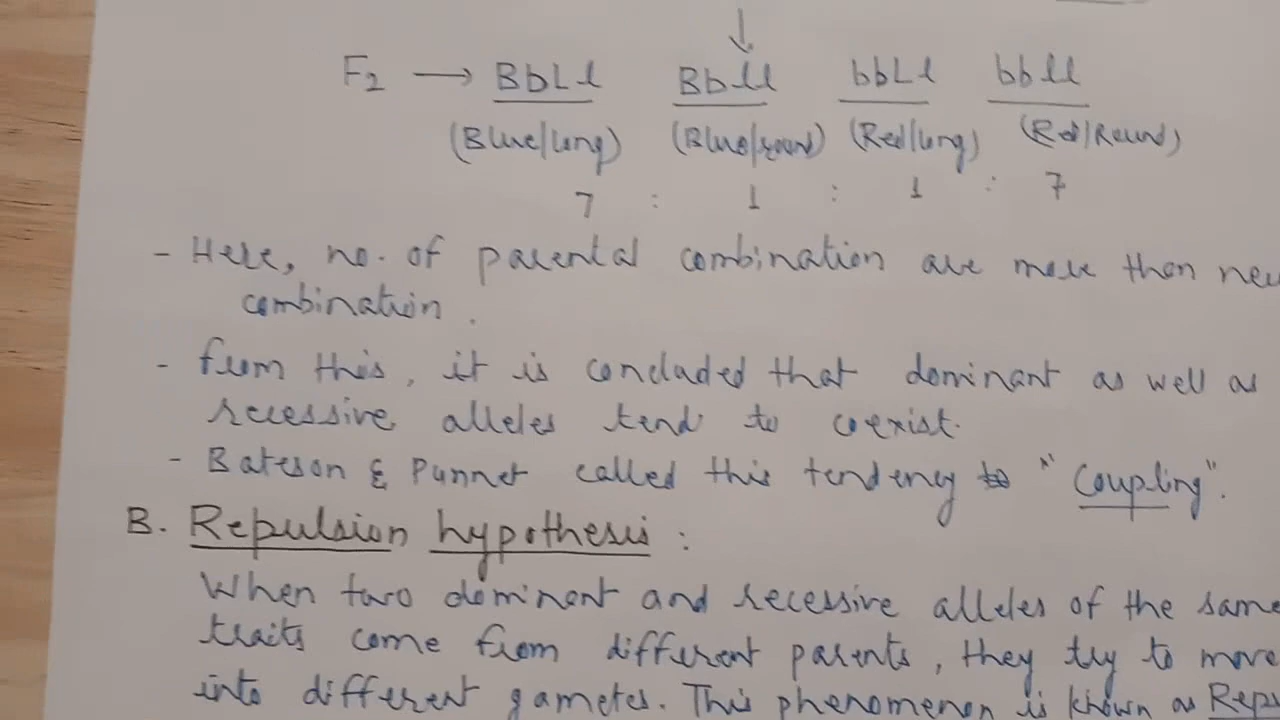 F2 → BbLl Bbll bbLl bbll
(Blue/long) (Blue/round) (Red/long) (Red/Round)
7 : 1 : 1 : 7
- Here, no. of parental combination are more than new
combination.
- from this, it is concluded that dominant as well as
recessive alleles tend to coexist.
- Bateson & Punnet called this tendency "Coupling".
B. Repulsion hypothesis :
When two dominant and recessive alleles of the same
traits come from different parents, they try to move
into different gametes. This phenomenon is known as Repu